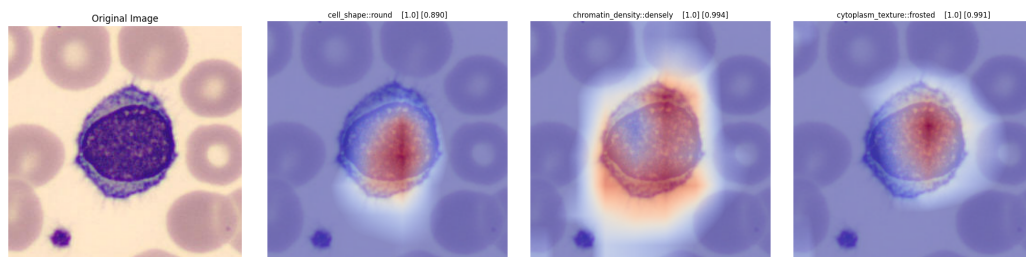 Original Image
cell_shape::round [1.0] [0.890]
chromatin_density::densely [1.0] [0.994]
cytoplasm_texture::frosted [1.0] [0.991]